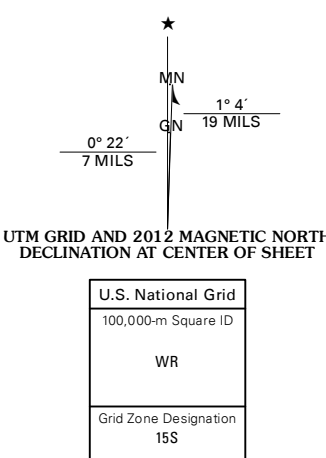 MN
1° 4´
19 MILS
GN
0° 22´
7 MILS
UTM GRID AND 2012 MAGNETIC NORTH
DECLINATION AT CENTER OF SHEET
U.S. National Grid
100,000-m Square ID
WR
Grid Zone Designation
15S